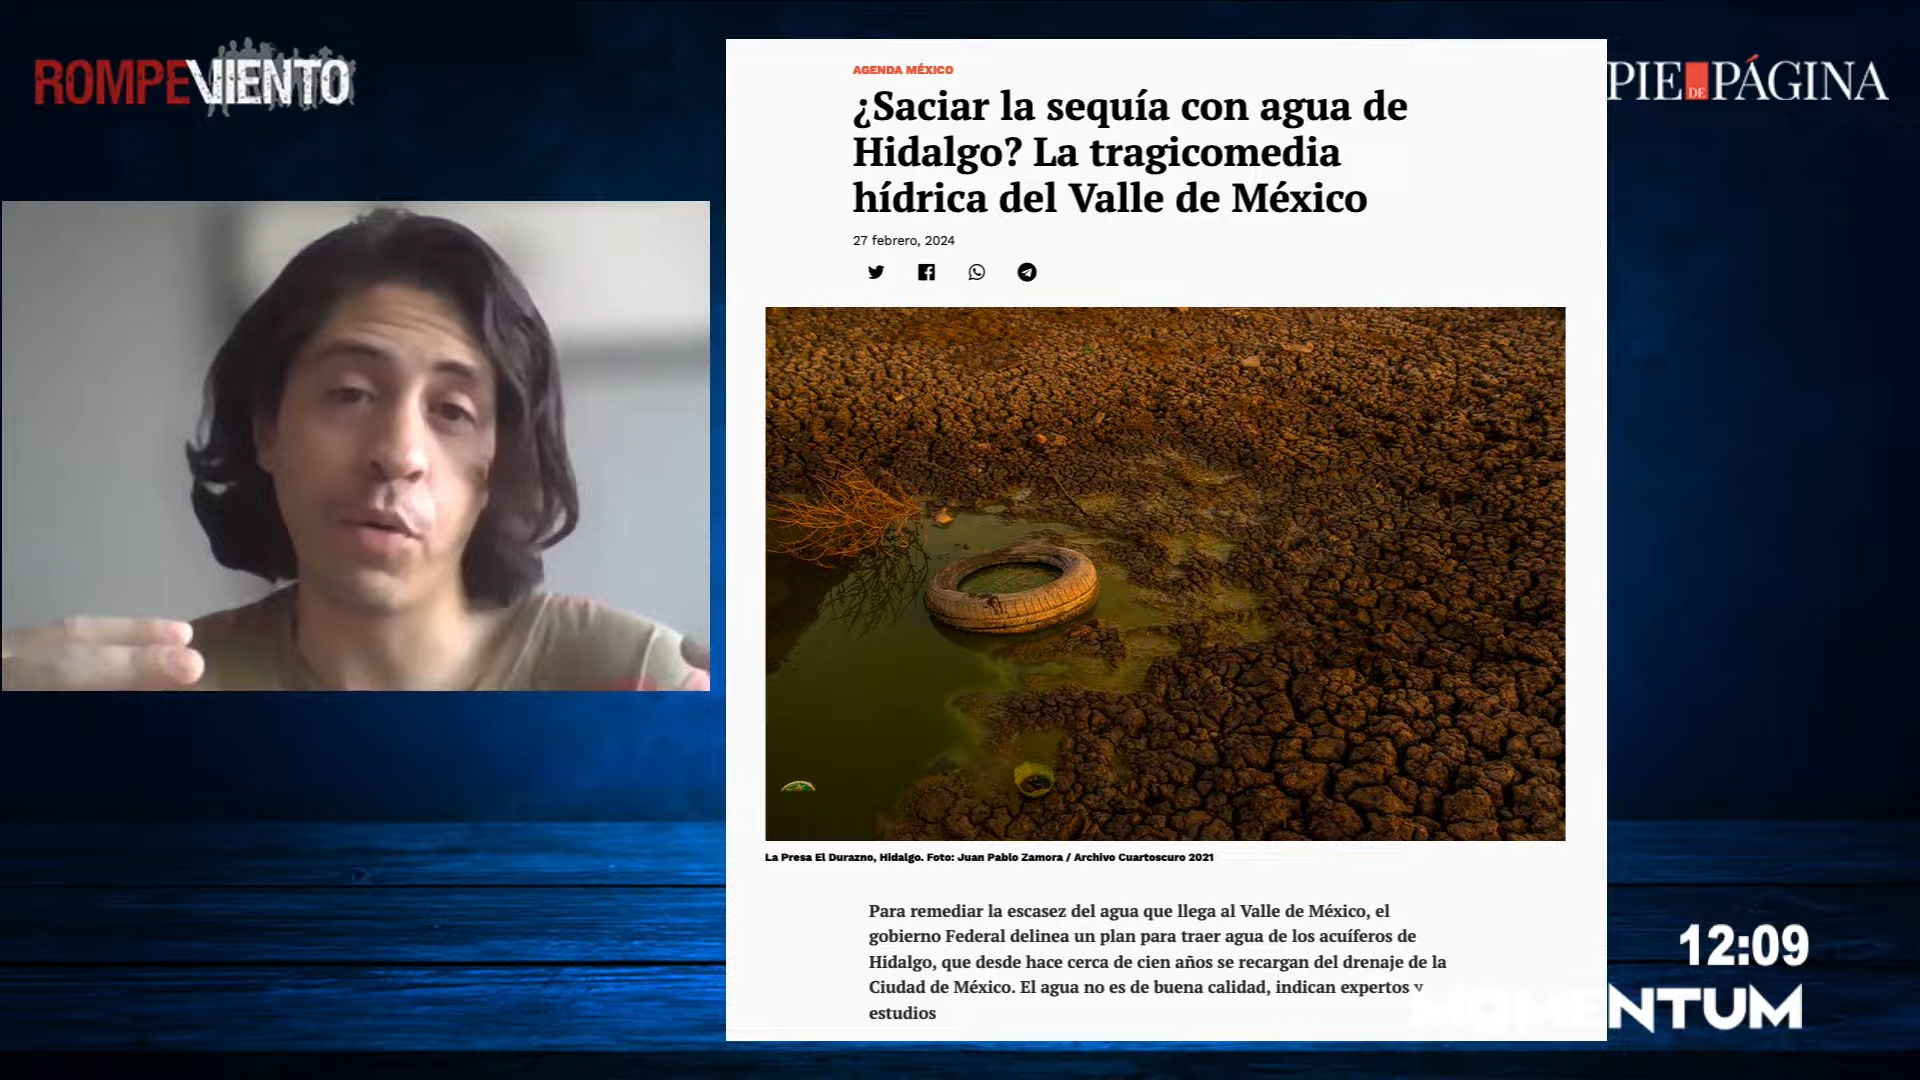 ROMPEVIENTO
AGENDA MÉXICO
¿Saciar la sequía con agua de
Hidalgo? La tragicomedia
hídrica del Valle de México
27 febrero, 2024
PIE DE PÁGINA
La Presa El Durazno, Hidalgo. Foto: Juan Pablo Zamora / Archivo Cuartoscuro 2021
Para remediar la escasez del agua que llega al Valle de México, el
gobierno Federal delinea un plan para traer agua de los acuíferos de
Hidalgo, que desde hace cerca de cien años se recargan del drenaje de la
Ciudad de México. El agua no es de buena calidad, indican expertos y
estudios
12:09
MOMENTUM